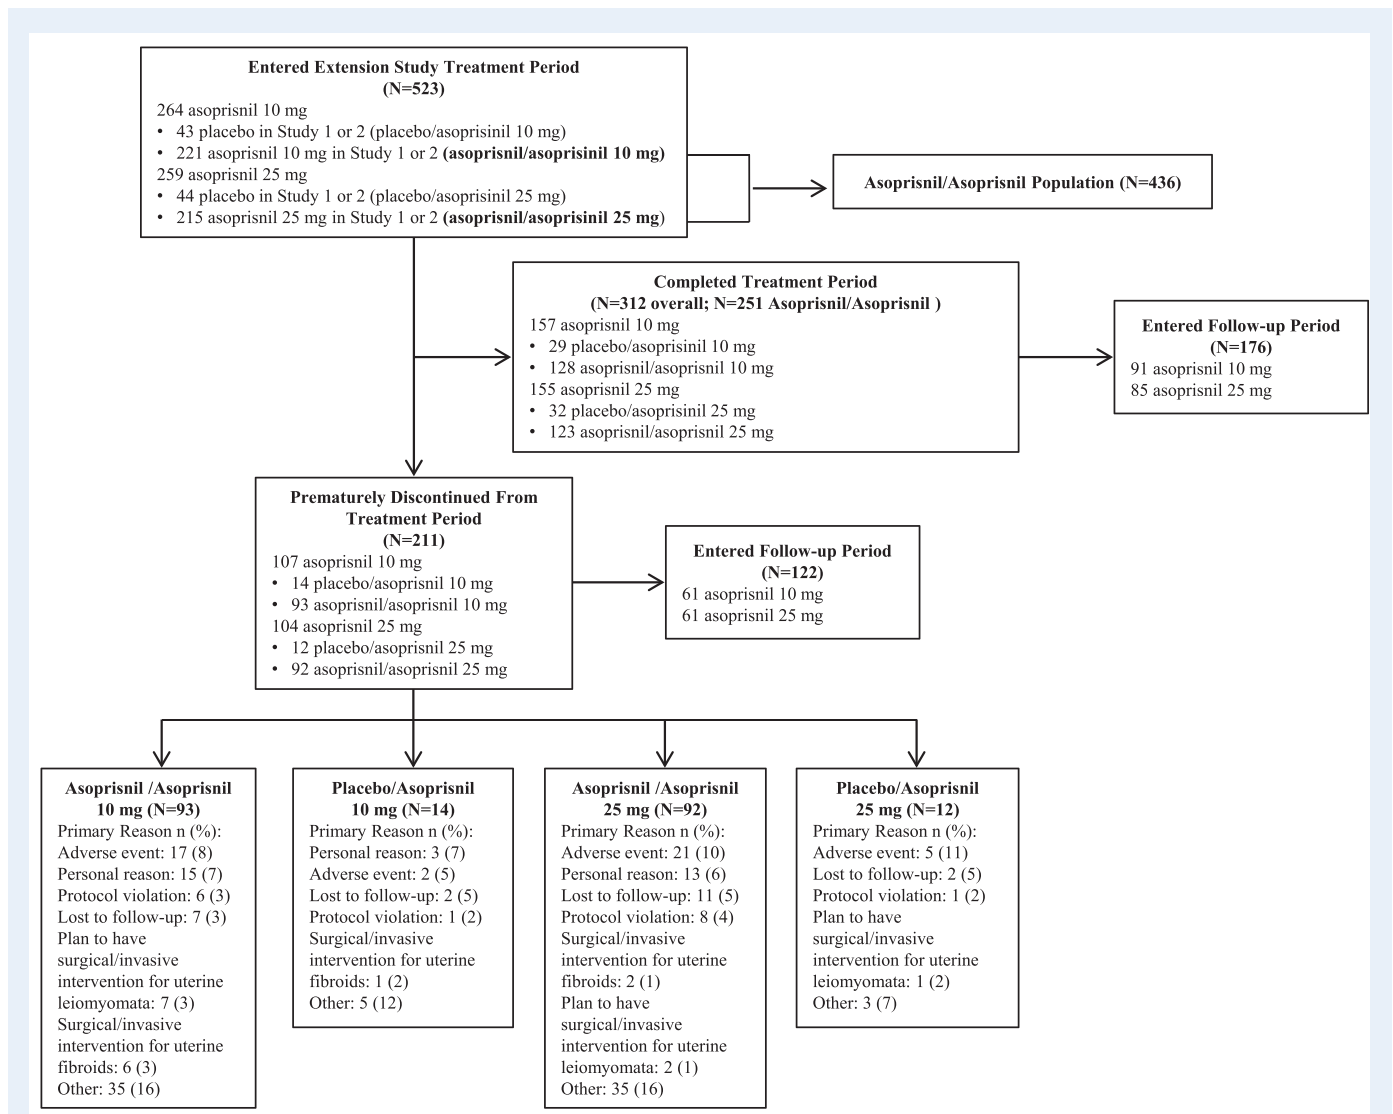 Entered Extension Study Treatment Period
(N=523)
264 asoprisnil 10 mg
• 43 placebo in Study 1 or 2 (placebo/asoprisinil 10 mg)
• 221 asoprisnil 10 mg in Study 1 or 2 (asoprisnil/asoprisinil 10 mg)
259 asoprisnil 25 mg
• 44 placebo in Study 1 or 2 (placebo/asoprisnil 25 mg)
• 215 asoprisnil 25 mg in Study 1 or 2 (asoprisnil/asoprisinil 25 mg)
Asoprisnil/Asoprisnil Population (N=436)
Completed Treatment Period
(N=312 overall; N=251 Asoprisnil/Asoprisnil )
157 asoprisnil 10 mg
• 29 placebo/asoprisinil 10 mg
• 128 asoprisnil/asoprisnil 10 mg
155 asoprisnil 25 mg
• 32 placebo/asoprisinil 25 mg
• 123 asoprisnil/asoprisnil 25 mg
Entered Follow-up Period
(N=176)
91 asoprisnil 10 mg
85 asoprisnil 25 mg
Prematurely Discontinued From
Treatment Period
(N=211)
107 asoprisnil 10 mg
• 14 placebo/asoprisnil 10 mg
• 93 asoprisnil/asoprisnil 10 mg
104 asoprisnil 25 mg
• 12 placebo/asoprisnil 25 mg
• 92 asoprisnil/asoprisnil 25 mg
Entered Follow-up Period
(N=122)
61 asoprisnil 10 mg
61 asoprisnil 25 mg
Asoprisnil /Asoprisnil
10 mg (N=93)
Primary Reason n (%):
Adverse event: 17 (8)
Personal reason: 15 (7)
Protocol violation: 6 (3)
Lost to follow-up: 7 (3)
Plan to have
surgical/invasive
intervention for uterine
leiomyomata: 7 (3)
Surgical/invasive
intervention for uterine
fibroids: 6 (3)
Other: 35 (16)
Placebo/Asoprisnil
10 mg (N=14)
Primary Reason n (%):
Personal reason: 3 (7)
Adverse event: 2 (5)
Lost to follow-up: 2 (5)
Protocol violation: 1 (2)
Surgical/invasive
intervention for uterine
fibroids: 1 (2)
Other: 5 (12)
Asoprisnil /Asoprisnil
25 mg (N=92)
Primary Reason n (%):
Adverse event: 21 (10)
Personal reason: 13 (6)
Lost to follow-up: 11 (5)
Protocol violation: 8 (4)
Surgical/invasive
intervention for uterine
fibroids: 2 (1)
Plan to have
surgical/invasive
intervention for uterine
leiomyomata: 2 (1)
Other: 35 (16)
Placebo/Asoprisnil
25 mg (N=12)
Primary Reason n (%):
Adverse event: 5 (11)
Lost to follow-up: 2 (5)
Protocol violation: 1 (2)
Plan to have
surgical/invasive
intervention for uterine
leiomyomata: 1 (2)
Other: 3 (7)